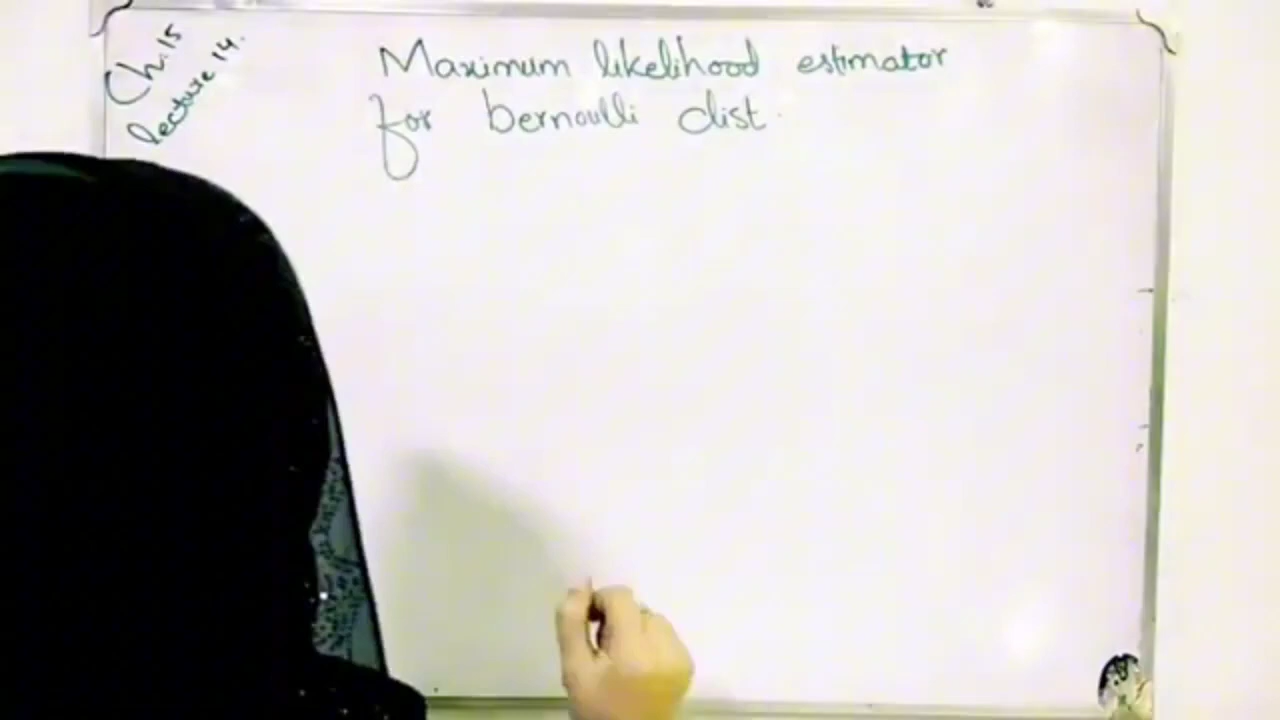 Ch. 15
lecture 14.
Maximum likelihood estimator
for bernoulli dist.